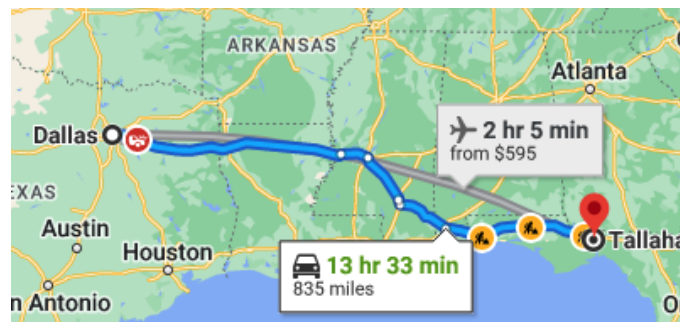 ARKANSAS
Atlanta
Dallas
2 hr 5 min
from $595
EXAS
Austin
Houston
Tallaha
13 hr 33 min
835 miles
n Antonio
O